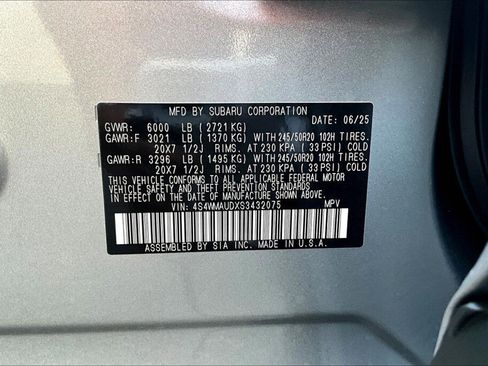 MFD BY SUBARU CORPORATION
DATE: 06/25
GVWR: 6000 LB ( 2721 KG)
GAWR:F 3021 LB ( 1370 KG) WITH 245/50R20 102H TIRES.
20X7 1/2J RIMS. AT 230 KPA ( 33 PSI) COLD
GAWR:R 3296 LB ( 1495 KG) WITH 245/50R20 102H TIRES.
20X7 1/2J RIMS. AT 230 KPA ( 33 PSI) COLD
THIS VEHICLE CONFORMS TO ALL APPLICABLE FEDERAL MOTOR
VEHICLE SAFETY AND THEFT PREVENTION STANDARDS
IN EFFECT ON THE DATE OF MANUFACTURE SHOWN ABOVE.
VIN: 4S4WMAUDXS3432075 MPV
ASSEMBLED BY SIA INC. MADE IN U.S.A.